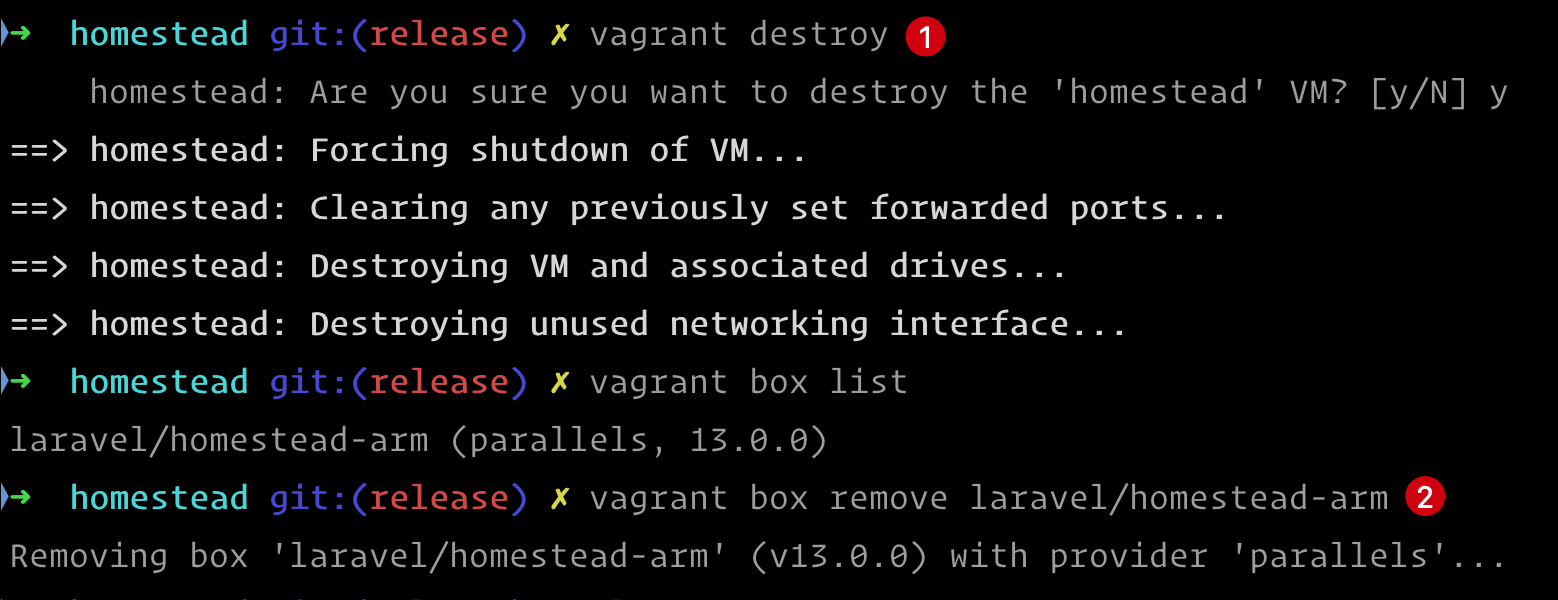 ➜  homestead git:(release) ✗ vagrant destroy 1
    homestead: Are you sure you want to destroy the 'homestead' VM? [y/N] y
==> homestead: Forcing shutdown of VM...
==> homestead: Clearing any previously set forwarded ports...
==> homestead: Destroying VM and associated drives...
==> homestead: Destroying unused networking interface...
➜  homestead git:(release) ✗ vagrant box list
laravel/homestead-arm (parallels, 13.0.0)
➜  homestead git:(release) ✗ vagrant box remove laravel/homestead-arm 2
Removing box 'laravel/homestead-arm' (v13.0.0) with provider 'parallels'...